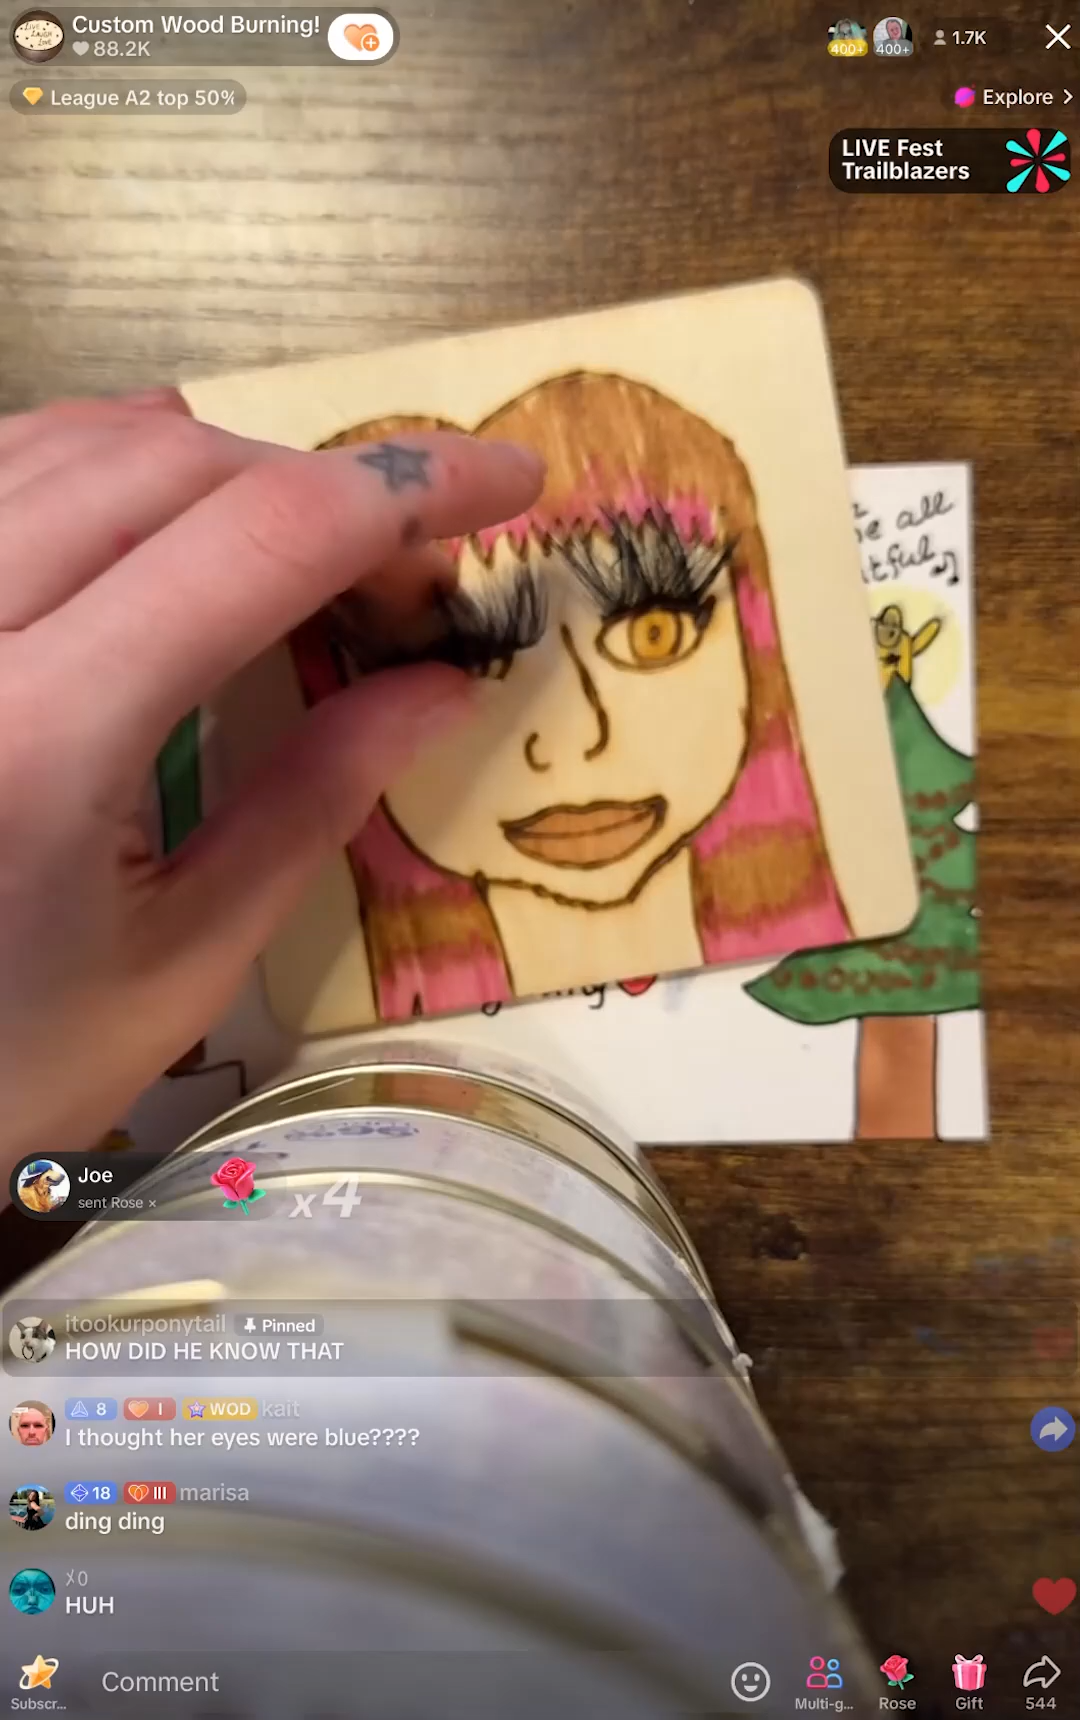 Custom Wood Burning!
88.2K
400+
400+
1.7K
League A2 top 50%
Explore >
LIVE Fest
Trailblazers
all
Joe
sent Rose ×
x4
itookurponytail Pinned
HOW DID HE KNOW THAT
8 I WOD kait
I thought her eyes were blue????
18 III marisa
ding ding
HUH
Subscr...
Comment
Multi-g...
Rose
Gift
544